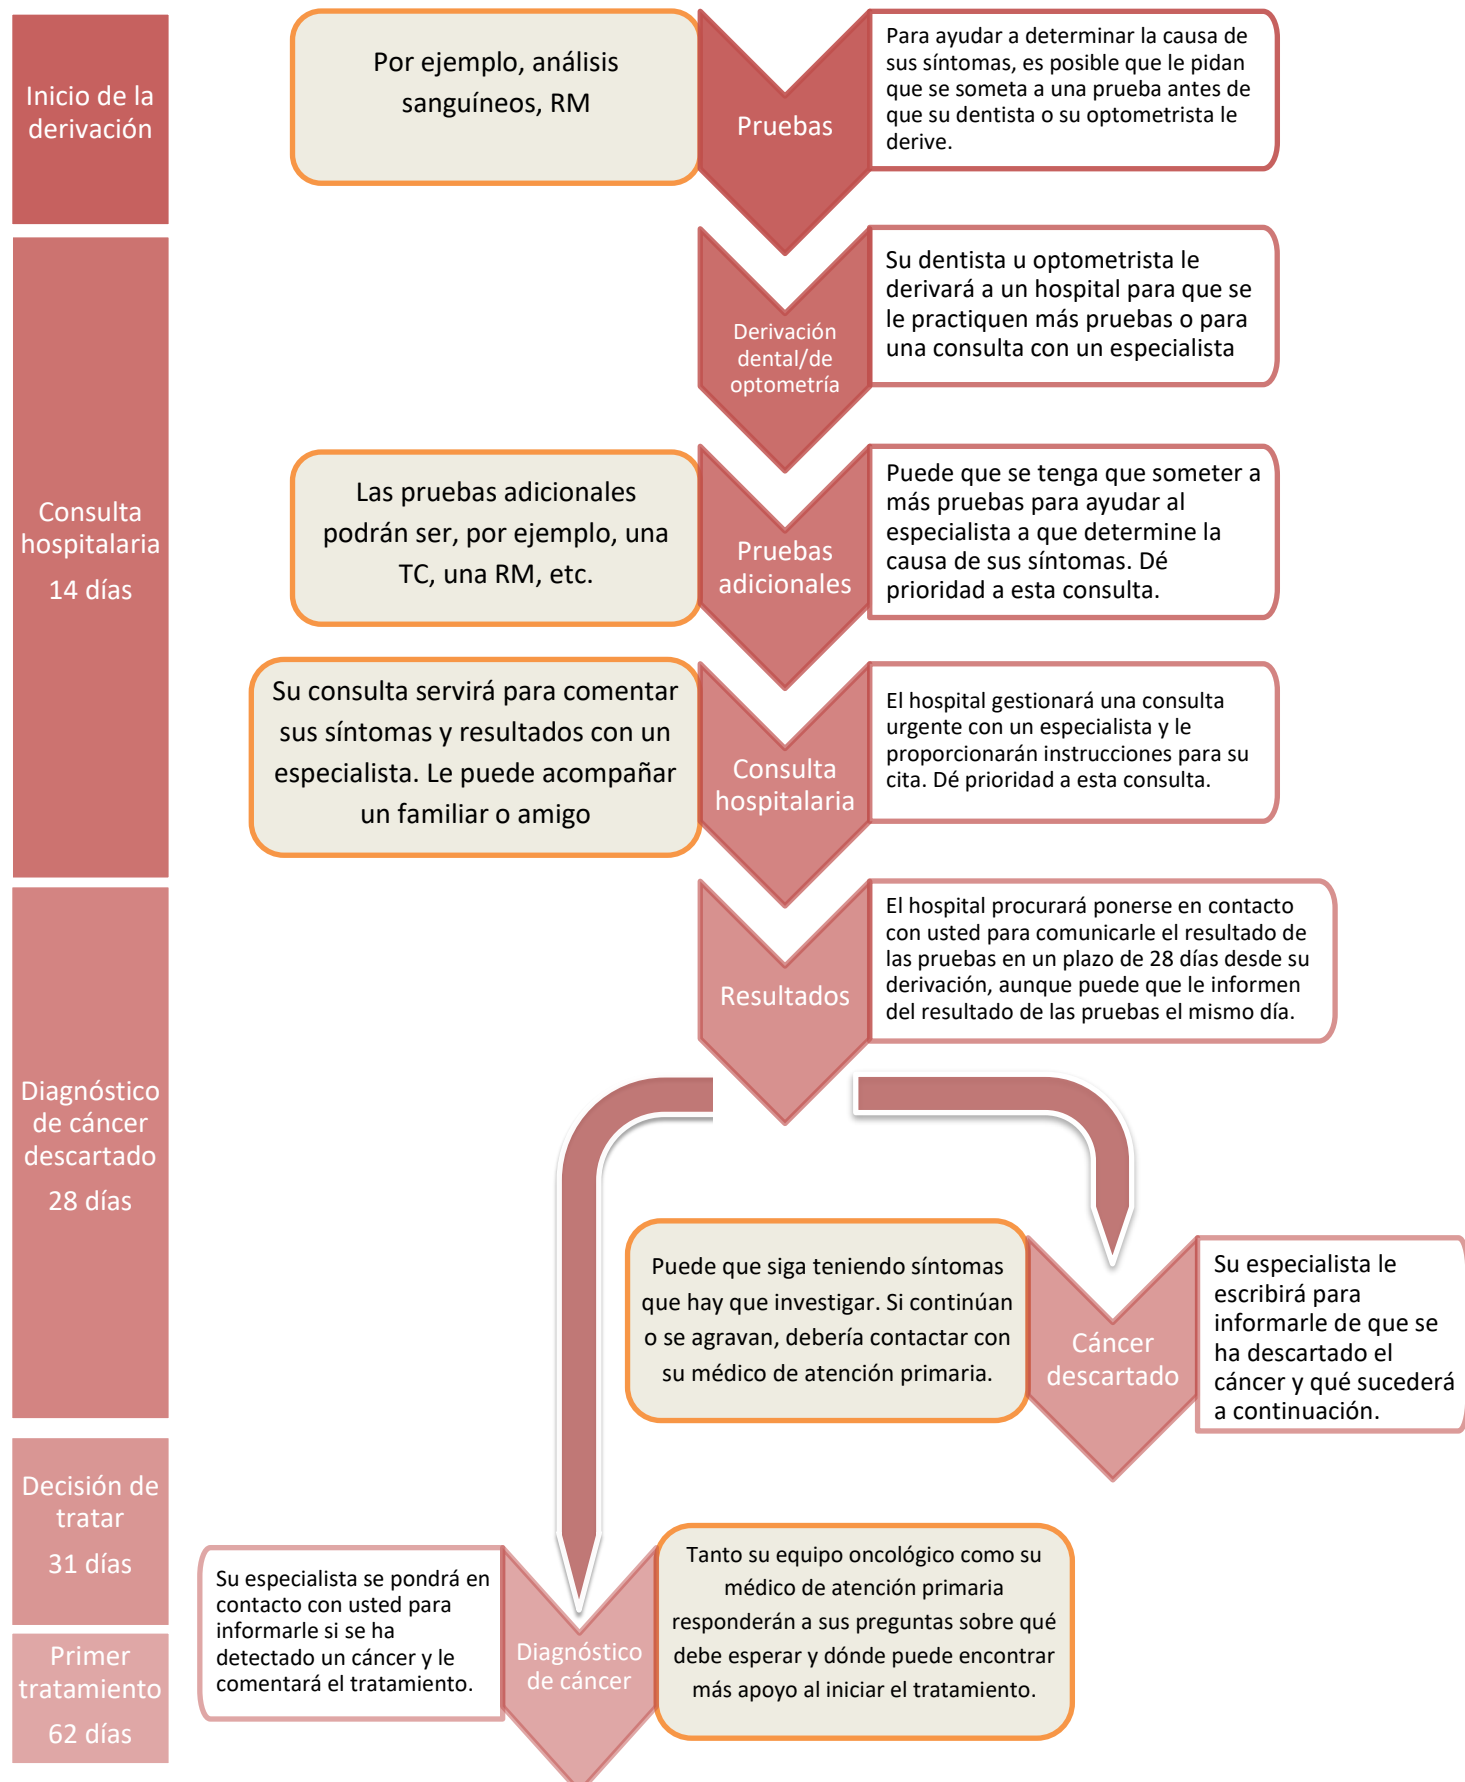 Inicio de la
derivación
Por ejemplo, análisis
sanguíneos, RM
Pruebas
Para ayudar a determinar la causa de
sus síntomas, es posible que le pidan
que se someta a una prueba antes de
que su dentista o su optometrista le
derive.
Consulta
hospitalaria
14 días
Derivación
dental/de
optometría
Su dentista u optometrista le
derivará a un hospital para que se
le practiquen más pruebas o para
una consulta con un especialista
Las pruebas adicionales
podrán ser, por ejemplo, una
TC, una RM, etc.
Pruebas
adicionales
Puede que se tenga que someter a
más pruebas para ayudar al
especialista a que determine la
causa de sus síntomas. Dé
prioridad a esta consulta.
Su consulta servirá para comentar
sus síntomas y resultados con un
especialista. Le puede acompañar
un familiar o amigo
Consulta
hospitalaria
El hospital gestionará una consulta
urgente con un especialista y le
proporcionarán instrucciones para su
cita. Dé prioridad a esta consulta.
Diagnóstico
de cáncer
descartado
28 días
Resultados
El hospital procurará ponerse en contacto
con usted para comunicarle el resultado de
las pruebas en un plazo de 28 días desde su
derivación, aunque puede que le informen
del resultado de las pruebas el mismo día.
Puede que siga teniendo síntomas
que hay que investigar. Si continúan
o se agravan, debería contactar con
su médico de atención primaria.
Cáncer
descartado
Su especialista le
escribirá para
informarle de que se
ha descartado el
cáncer y qué sucederá
a continuación.
Decisión de
tratar
31 días
Primer
tratamiento
62 días
Su especialista se pondrá en
contacto con usted para
informarle si se ha
detectado un cáncer y le
comentará el tratamiento.
Diagnóstico
de cáncer
Tanto su equipo oncológico como su
médico de atención primaria
responderán a sus preguntas sobre qué
debe esperar y dónde puede encontrar
más apoyo al iniciar el tratamiento.